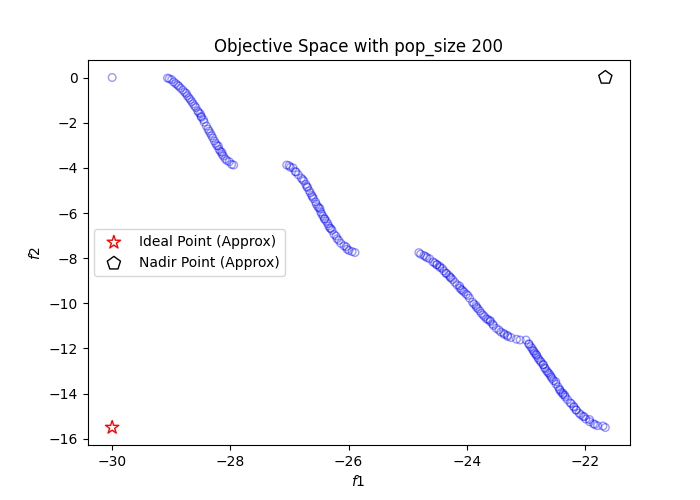 Objective Space with pop_size 200
f2
0
−2
−4
−6
−8
−10
−12
−14
−16
Ideal Point (Approx)
Nadir Point (Approx)
−30
−28
−26
−24
−22
f1